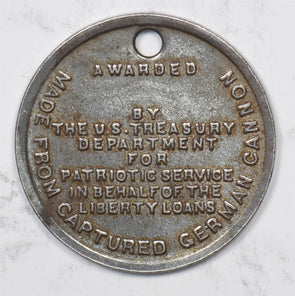 AWARDED
BY
THE U.S. TREASURY
DEPARTMENT
FOR
PATRIOTIC SERVICE
IN BEHALF OF THE
LIBERTY LOANS
MADE FROM CAPTURED GERMAN CANNON